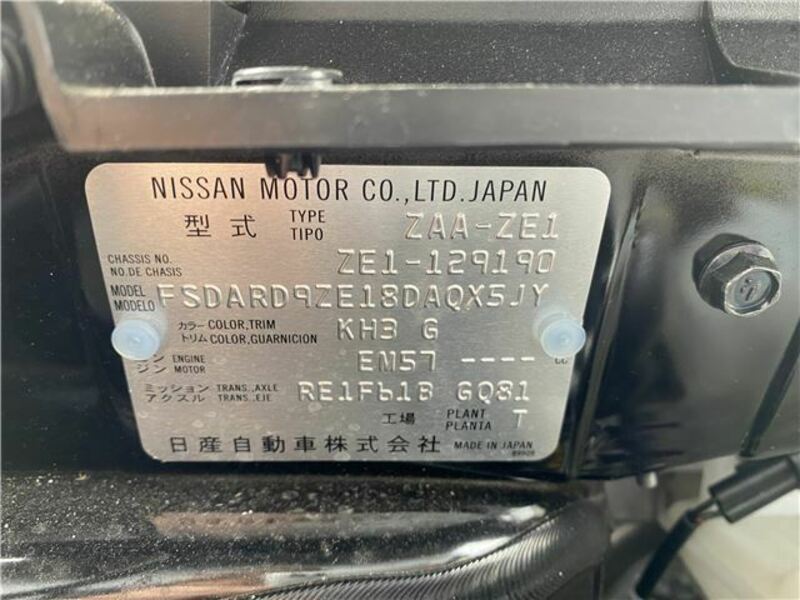 NISSAN MOTOR CO.,LTD.JAPAN
型式 TYPE TIPO ZAA-ZE1
CHASSIS NO. NO.DE CHASIS ZE1-129190
MODEL MODELO FSDARD9ZE18DAQX5JY
カラー COLOR,TRIM トリム COLOR,GUARNICION KH3 G
ジン ENGINE MOTOR EM57 ---- cc
ミッション TRANS.,AXLE アクスル TRANS.,EJE RE1F61B GQ81
工場 PLANT PLANTA T
日産自動車株式会社 MADE IN JAPAN